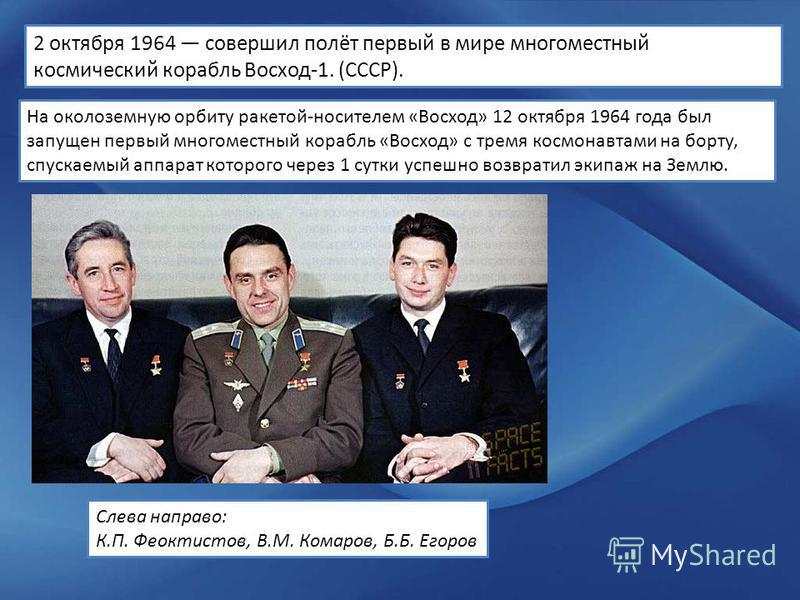 2 октября 1964 — совершил полёт первый в мире многоместный
космический корабль Восход-1. (СССР).
На околоземную орбиту ракетой-носителем «Восход» 12 октября 1964 года был
запущен первый многоместный корабль «Восход» с тремя космонавтами на борту,
спускаемый аппарат которого через 1 сутки успешно возвратил экипаж на Землю.
SPACE
FACTS
Слева направо:
К.П. Феоктистов, В.М. Комаров, Б.Б. Егоров
MyShared